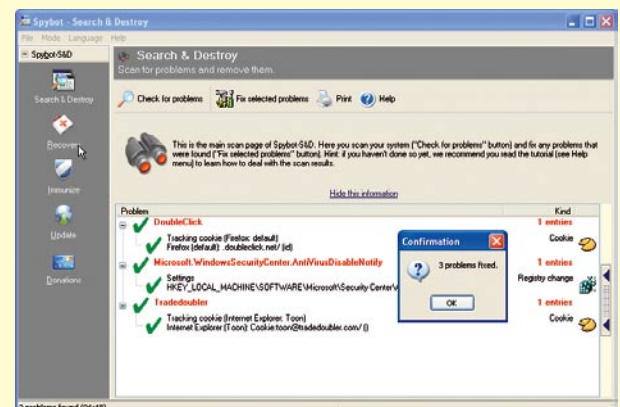 Spybot - Search & Destroy
File Mode Language Help
Spybot-S&D
Search & Destroy
Scan for problems and remove them.
Search & Destroy
Recover
Immunize
Update
Donations
Check for problems
Fix selected problems
Print
Help
This is the main scan page of Spybot-S&D. Here you scan your system ("Check for problems" button) and fix any problems that
were found ("Fix selected problems" button). Hint: if you haven't done so yet, we recommend you read the tutorial (see Help
menu) to learn how to deal with the scan results.
Hide this information
Problem Kind
DoubleClick 1 entries
Tracking cookie (Firefox: default) Cookie
Firefox (default): .doubleclick.net/ (id)
Microsoft.WindowsSecurityCenter.AntiVirusDisableNotify 1 entries
Settings Registry change
HKEY_LOCAL_MACHINE\SOFTWARE\Microsoft\Security Center\
Tradedoubler 1 entries
Tracking cookie (Internet Explorer: Toon) Cookie
Internet Explorer (Toon): Cookie:toon@tradedoubler.com/ ()
Confirmation
3 problems fixed.
OK
3 problems found